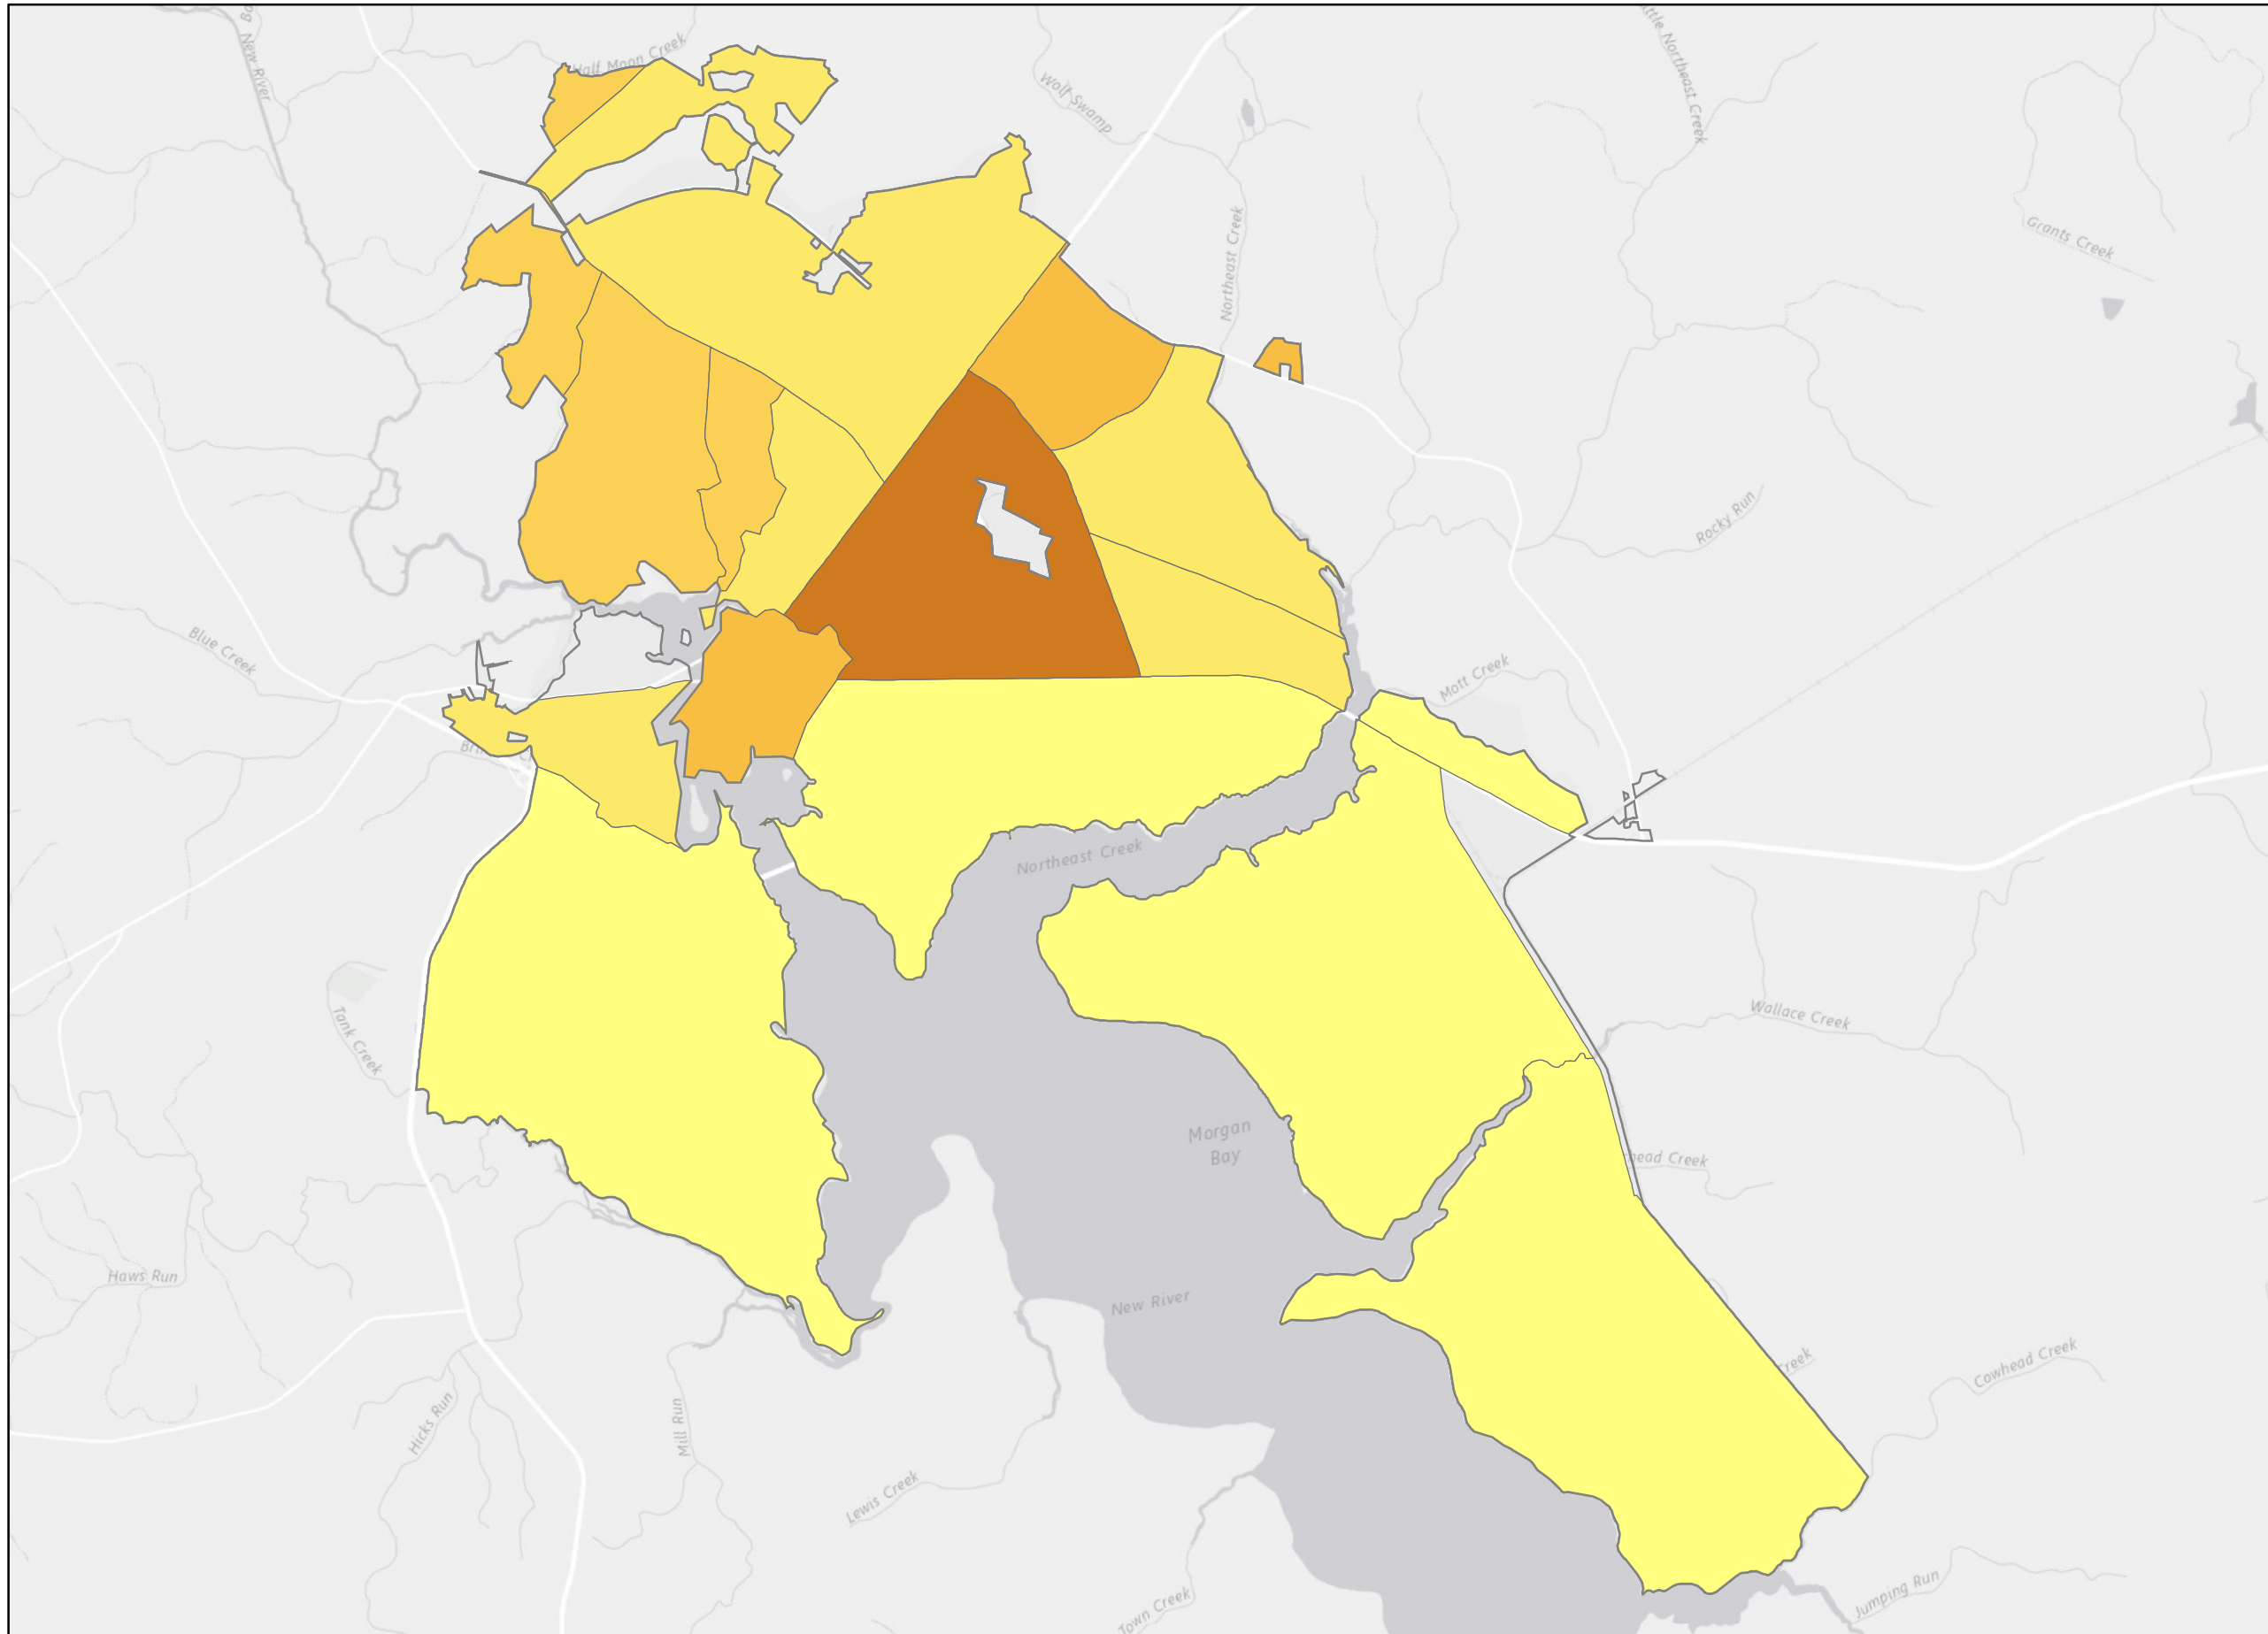 New River
Half Moon Creek
Wolf Swamp
Northeast Creek
Grants Creek
Rocky Run
Blue Creek
Mott Creek
Northeast Creek
Tank Creek
Wallace Creek
Morgan
Bay
head Creek
Haws Run
New River
Creek
Cowhead Creek
Hicks Run
Mill Run
Lewis Creek
Town Creek
Jumping Run
ttle Northeast Creek